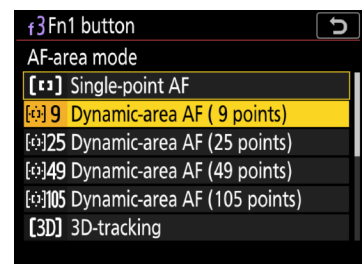 f3 Fn1 button
AF-area mode
[ ] Single-point AF
9 Dynamic-area AF ( 9 points)
25 Dynamic-area AF (25 points)
49 Dynamic-area AF (49 points)
105 Dynamic-area AF (105 points)
[3D] 3D-tracking